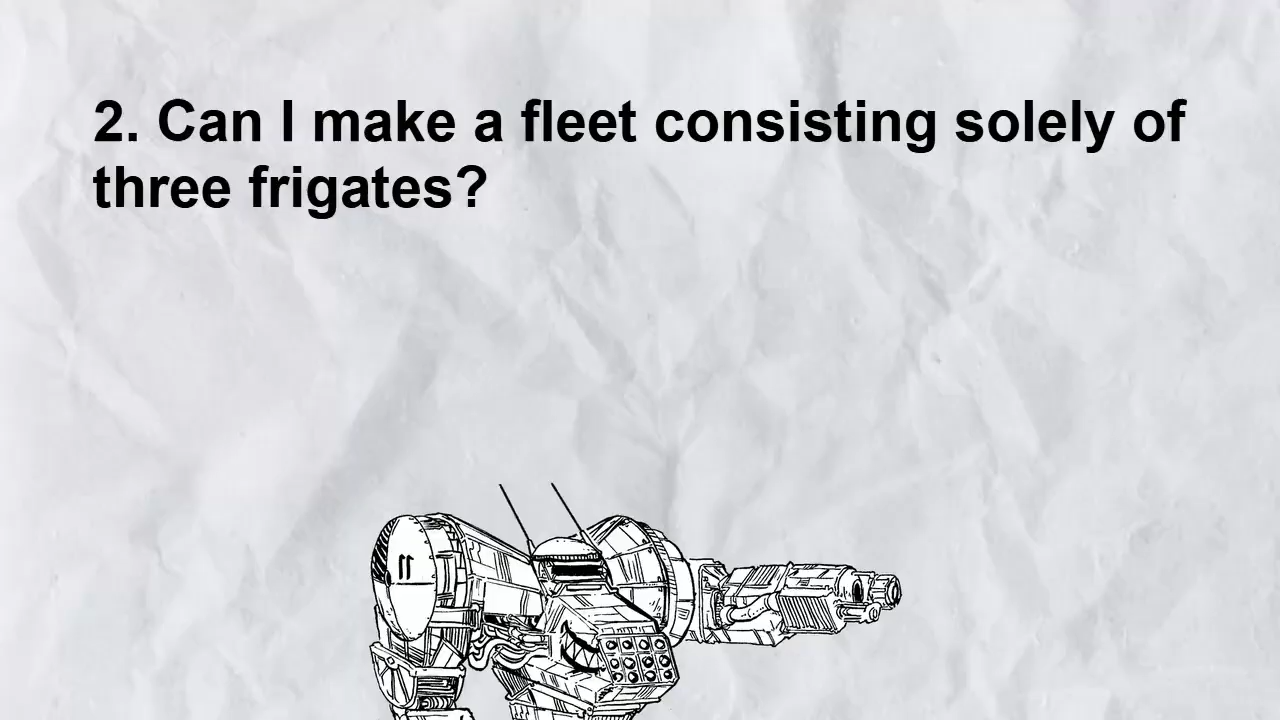 2. Can I make a fleet consisting solely of
three frigates?